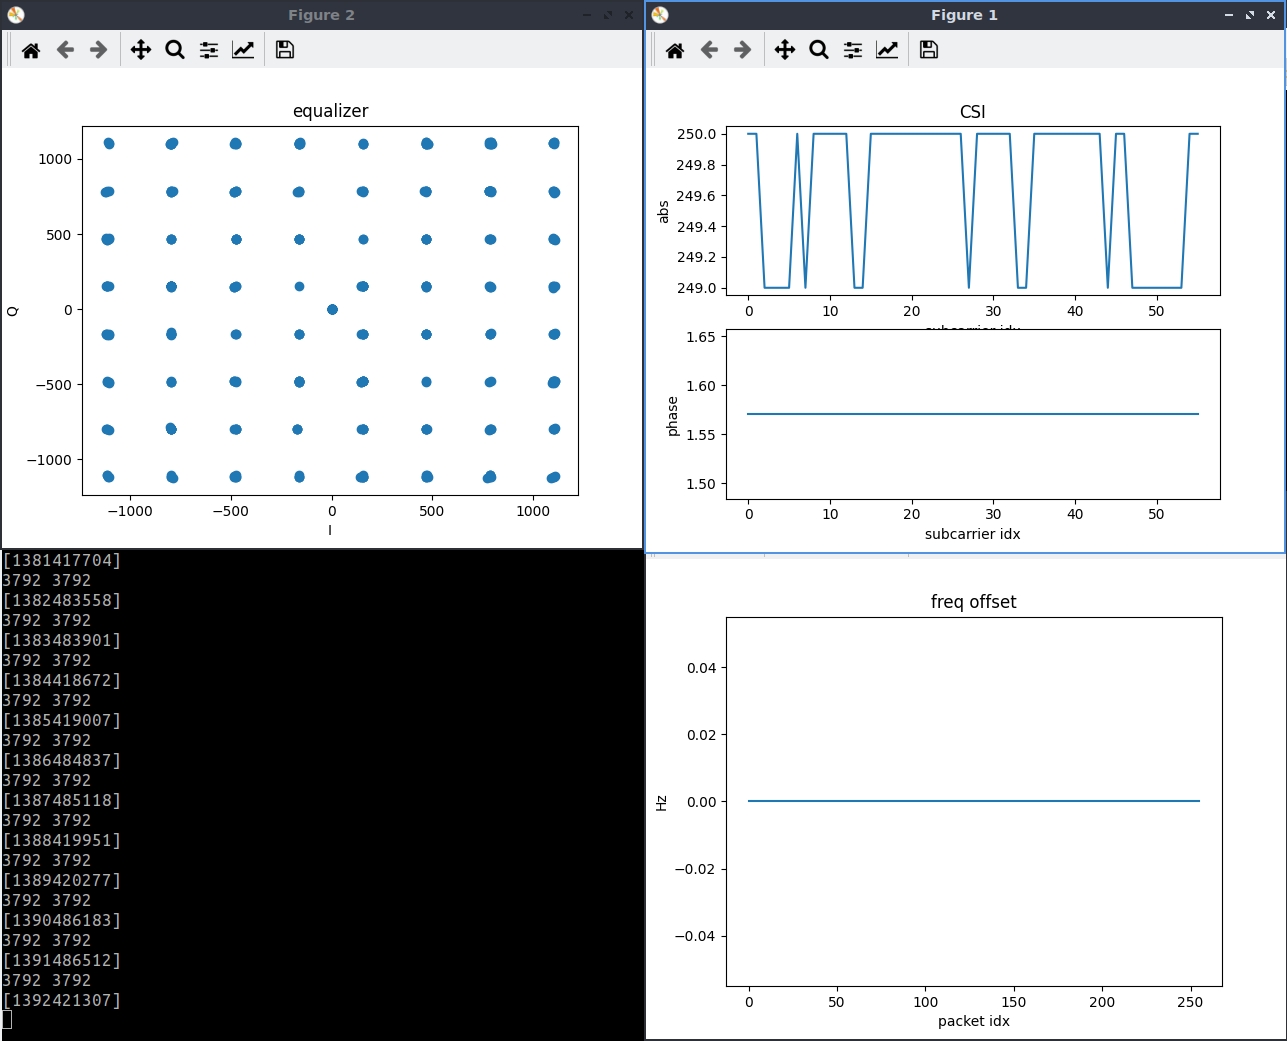 Figure 2
equalizer
1000
500
0
−500
−1000
Q
−1000 −500 0 500 1000
I
Figure 1
CSI
250.0
249.8
249.6
249.4
249.2
249.0
abs
0 10 20 30 40 50
subcarrier idx
1.65
1.60
1.55
1.50
phase
0 10 20 30 40 50
subcarrier idx
[1381417704]
3792 3792
[1382483558]
3792 3792
[1383483901]
3792 3792
[1384418672]
3792 3792
[1385419007]
3792 3792
[1386484837]
3792 3792
[1387485118]
3792 3792
[1388419951]
3792 3792
[1389420277]
3792 3792
[1390486183]
3792 3792
[1391486512]
3792 3792
[1392421307]
freq offset
0.04
0.02
0.00
−0.02
−0.04
Hz
0 50 100 150 200 250
packet idx